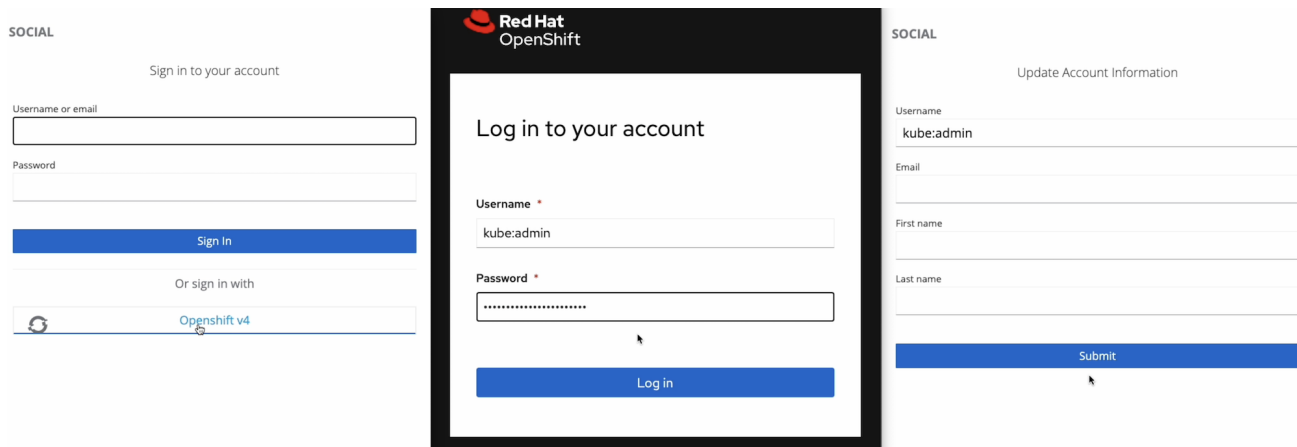 SOCIAL
Sign in to your account
Username or email
Password
Sign In
Or sign in with
Openshift v4
Red Hat
OpenShift
Log in to your account
Username *
kube:admin
Password *
•••••••••••••••••••••••
Log in
SOCIAL
Update Account Information
Username
kube:admin
Email
First name
Last name
Submit